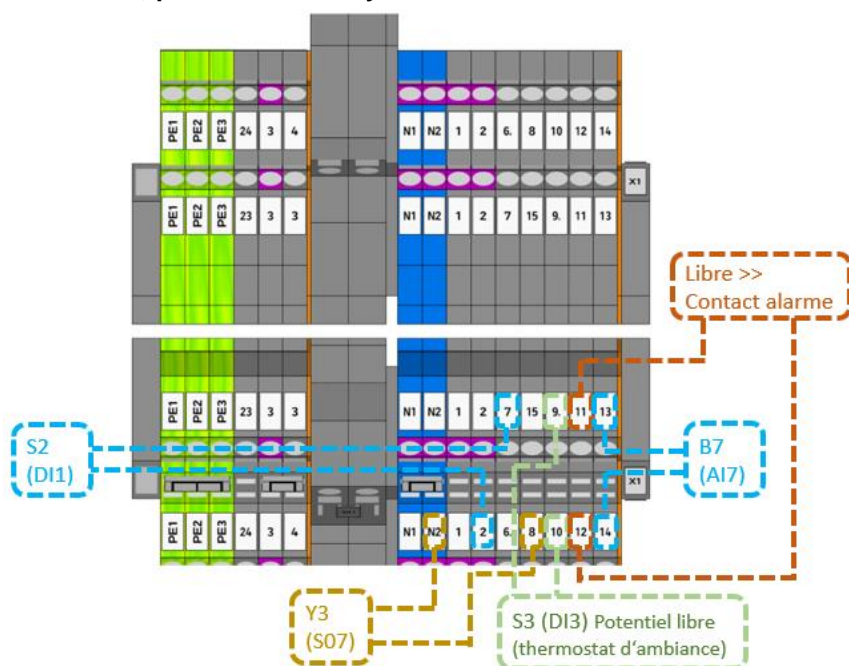 PE1 PE2 PE3 24 3 4 N1 N2 1 2 6. 8 10 12 14
X1
PE1 PE2 PE3 23 3 3 N1 N2 1 2 7 15 9. 11 13
Libre >>
Contact alarme
PE1 PE2 PE3 23 3 3 N1 N2 1 2 7 15 9. 11 13
S2
(DI1)
B7
(AI7)
X1
PE1 PE2 PE3 24 3 4 N1 N2 1 2 6. 8 10 12 14
Y3
(S07)
S3 (DI3) Potentiel libre
(thermostat d‘ambiance)